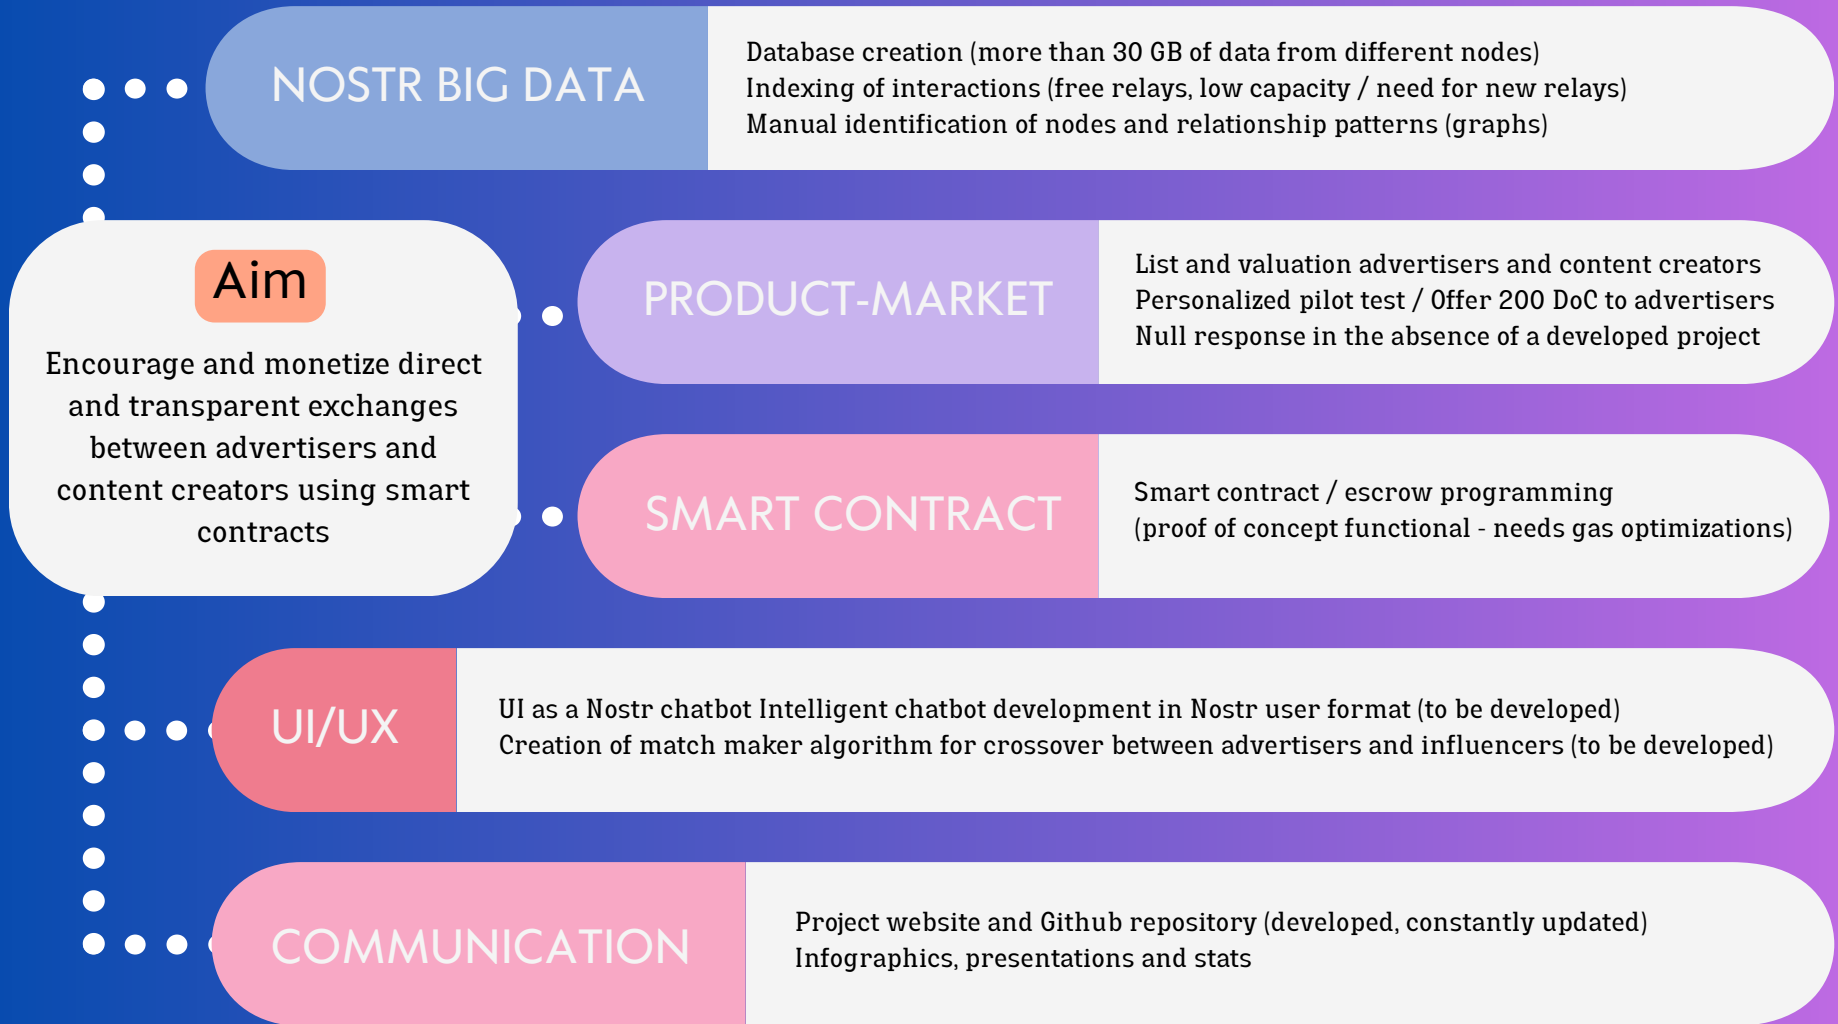 NOSTR BIG DATA
Database creation (more than 30 GB of data from different nodes)
Indexing of interactions (free relays, low capacity / need for new relays)
Manual identification of nodes and relationship patterns (graphs)
Aim
Encourage and monetize direct
and transparent exchanges
between advertisers and
content creators using smart
contracts
PRODUCT-MARKET
List and valuation advertisers and content creators
Personalized pilot test / Offer 200 DoC to advertisers
Null response in the absence of a developed project
SMART CONTRACT
Smart contract / escrow programming
(proof of concept functional - needs gas optimizations)
UI/UX
UI as a Nostr chatbot Intelligent chatbot development in Nostr user format (to be developed)
Creation of match maker algorithm for crossover between advertisers and influencers (to be developed)
COMMUNICATION
Project website and Github repository (developed, constantly updated)
Infographics, presentations and stats